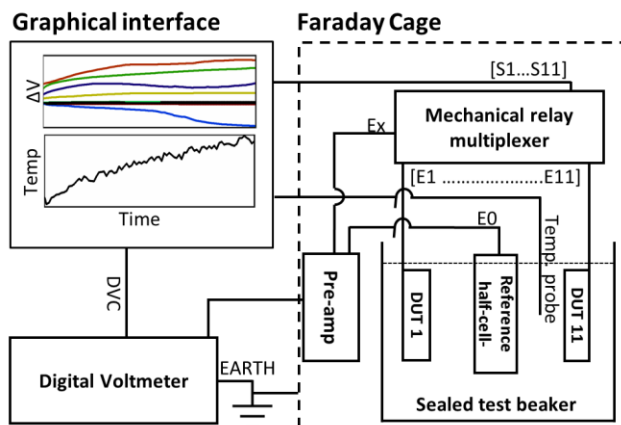 Graphical interface
Faraday Cage
ΔV
Temp
Time
[S1...S11]
Mechanical relay
multiplexer
Ex
[E1 .....................E11]
E0
Temp. probe
DVC
Pre-amp
DUT 1
Reference
half-cell-
DUT 11
Digital Voltmeter
EARTH
Sealed test beaker